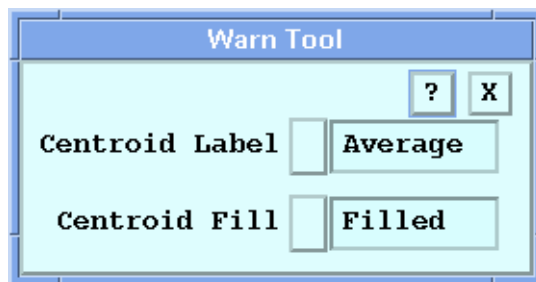 Warn Tool
? X
Centroid Label Average
Centroid Fill Filled